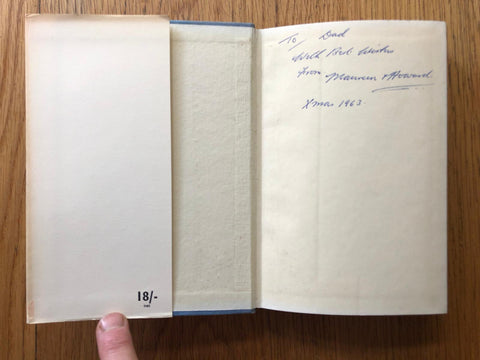 To Dad
With Best Wishes
From Maureen & Howard
Xmas 1963
18/-